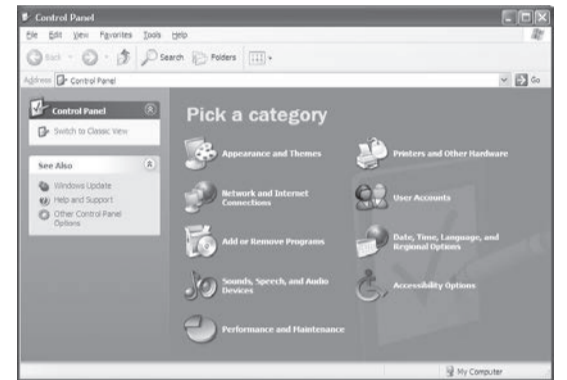 Control Panel
File Edit View Favorites Tools Help
Back Search Folders
Address Control Panel Go
Control Panel
Switch to Classic View
See Also
Windows Update
Help and Support
Other Control Panel
Options
Pick a category
Appearance and Themes
Printers and Other Hardware
Network and Internet
Connections
User Accounts
Add or Remove Programs
Date, Time, Language, and
Regional Options
Sounds, Speech, and Audio
Devices
Accessibility Options
Performance and Maintenance
My Computer